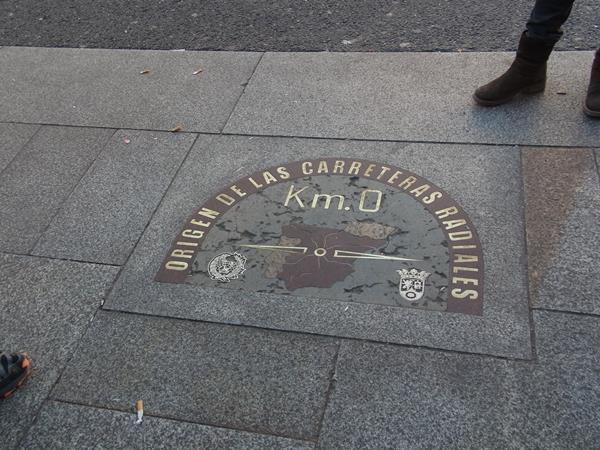 ORIGEN DE LAS CARRETERAS RADIALES
Km.0